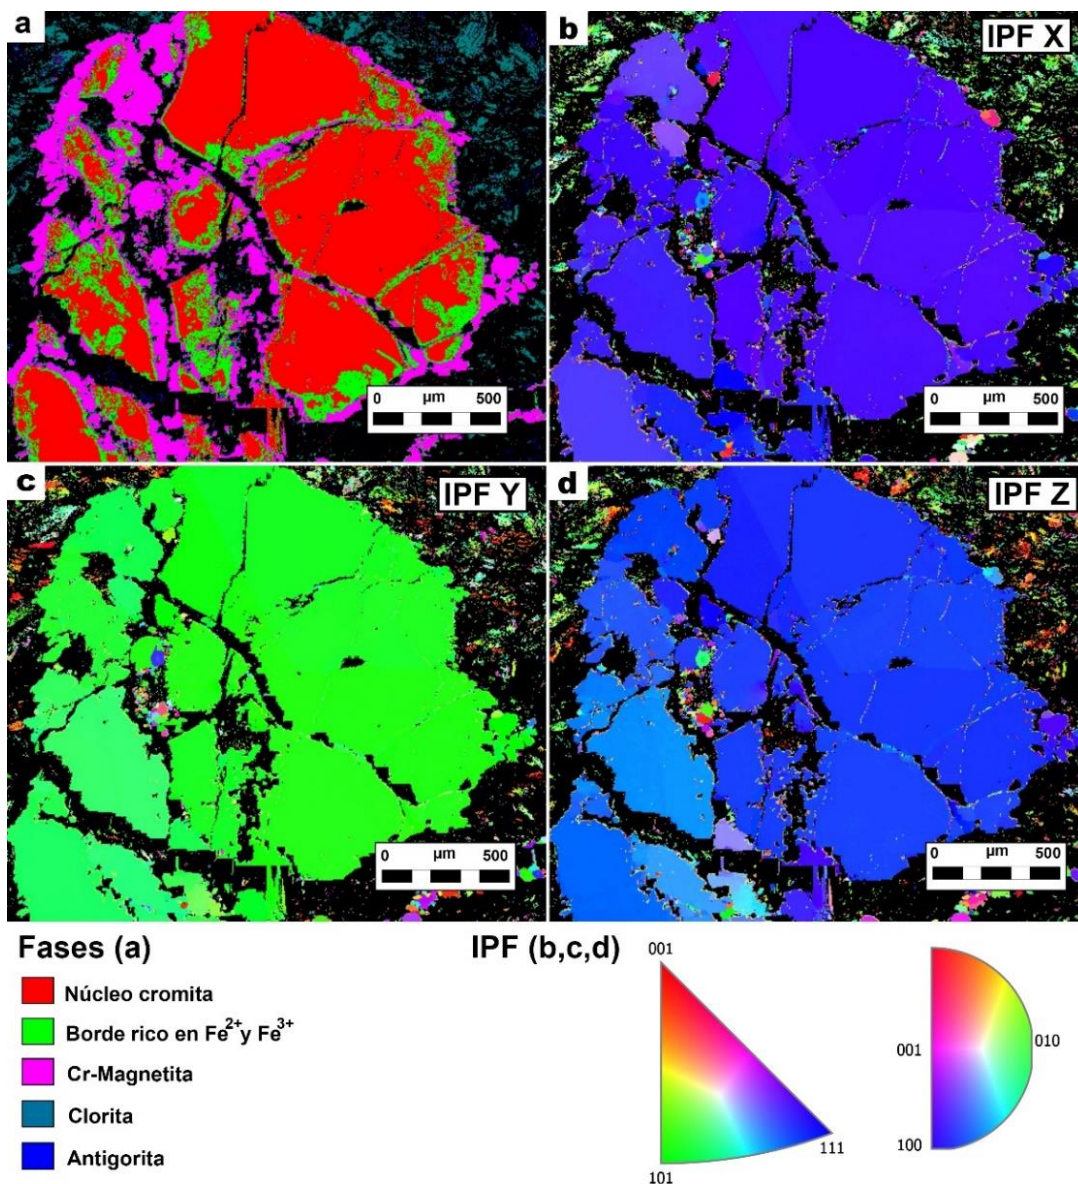 a
b
IPF X
0 µm 500
0 µm 500
c
IPF Y
d
IPF Z
0 µm 500
0 µm 500
Fases (a)
IPF (b,c,d)
Núcleo cromita
Borde rico en Fe2+ y Fe3+
Cr-Magnetita
Clorita
Antigorita
001
101
111
001
010
100